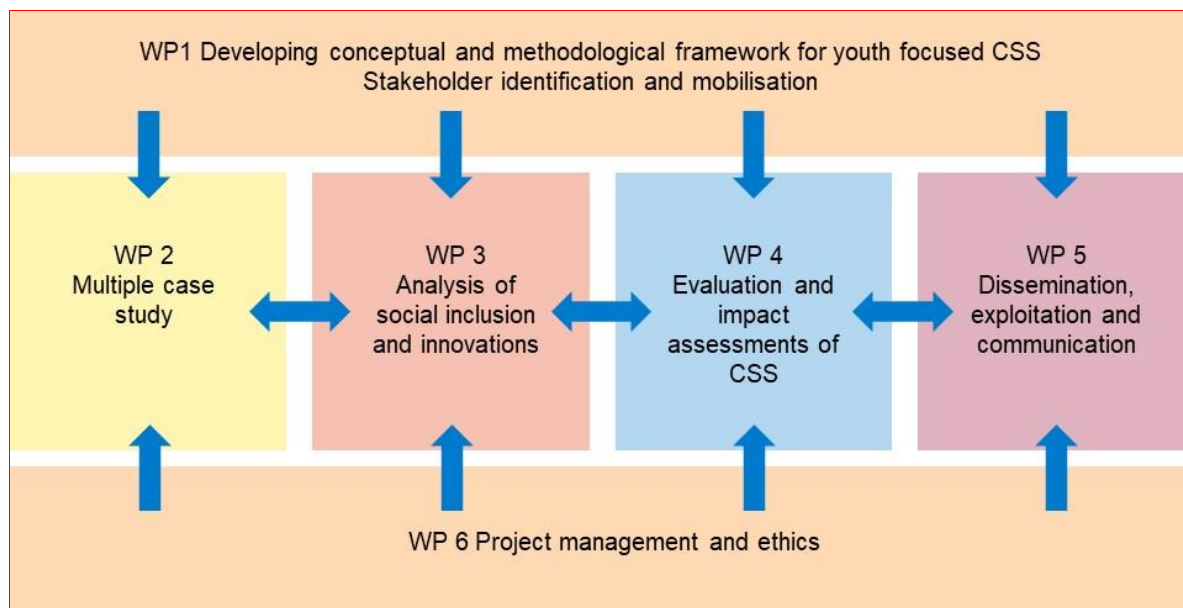 WP1 Developing conceptual and methodological framework for youth focused CSS
Stakeholder identification and mobilisation
WP 2
Multiple case
study
WP 3
Analysis of
social inclusion
and innovations
WP 4
Evaluation and
impact
assessments of
CSS
WP 5
Dissemination,
exploitation and
communication
WP 6 Project management and ethics